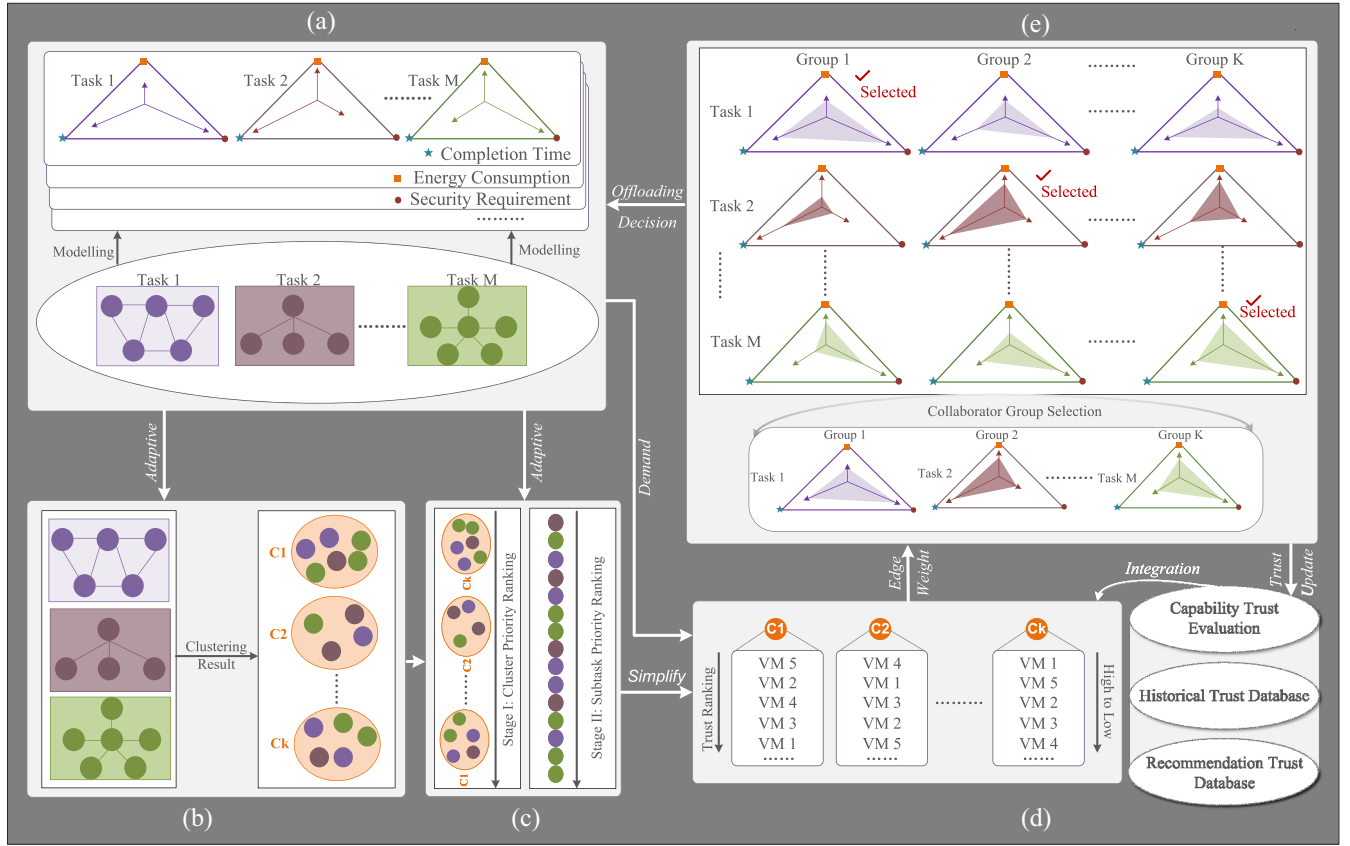 (a)
Task 1
Task 2
Task M
.........
Completion Time
Energy Consumption
Security Requirement
.........
Modelling
Modelling
Task 1
Task 2
Task M
.........
Offloading
Decision
(e)
Group 1
Group 2
.........
Group K
Selected
Task 1
.........
Task 2
Selected
.........
Task M
Selected
.........
Collaborator Group Selection
Group 1
Group 2
Group K
Task 1
Task 2
.........
Task M
Adaptive
Adaptive
Demand
Clustering
Result
C1
C2
Ck
(b)
Ck
C2
C1
Stage I: Cluster Priority Ranking
Stage II: Subtask Priority Ranking
(c)
Simplify
Edge
Weight
Trust
Update
Integration
C1
C2
Ck
Trust Ranking
VM 5
VM 2
VM 4
VM 3
VM 1
......
VM 4
VM 1
VM 3
VM 2
VM 5
......
.........
VM 1
VM 5
VM 2
VM 3
VM 4
......
High to Low
Capability Trust
Evaluation
Historical Trust Database
Recommendation Trust
Database
(d)